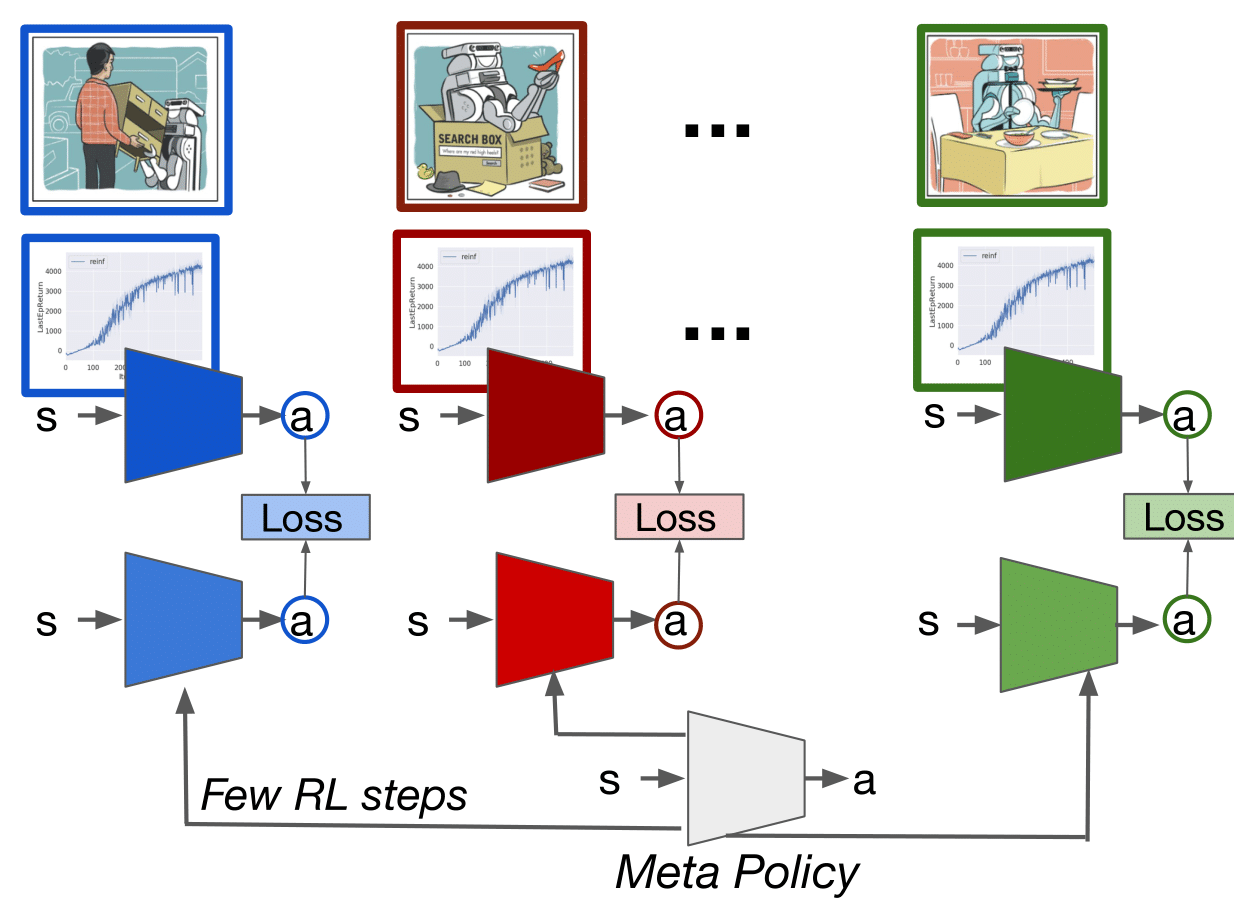 SEARCH BOX
Where are my red high heels?
Search
...
...
reinf
4000
3000
2000
1000
0
LastEpReturn
0 100 200
It
reinf
4000
3000
2000
1000
0
LastEpReturn
0 100
reinf
4000
3000
2000
1000
0
LastEpReturn
0 100 400
s a
s a
s a
Loss
Loss
Loss
s a
s a
s a
s a
Few RL steps
Meta Policy